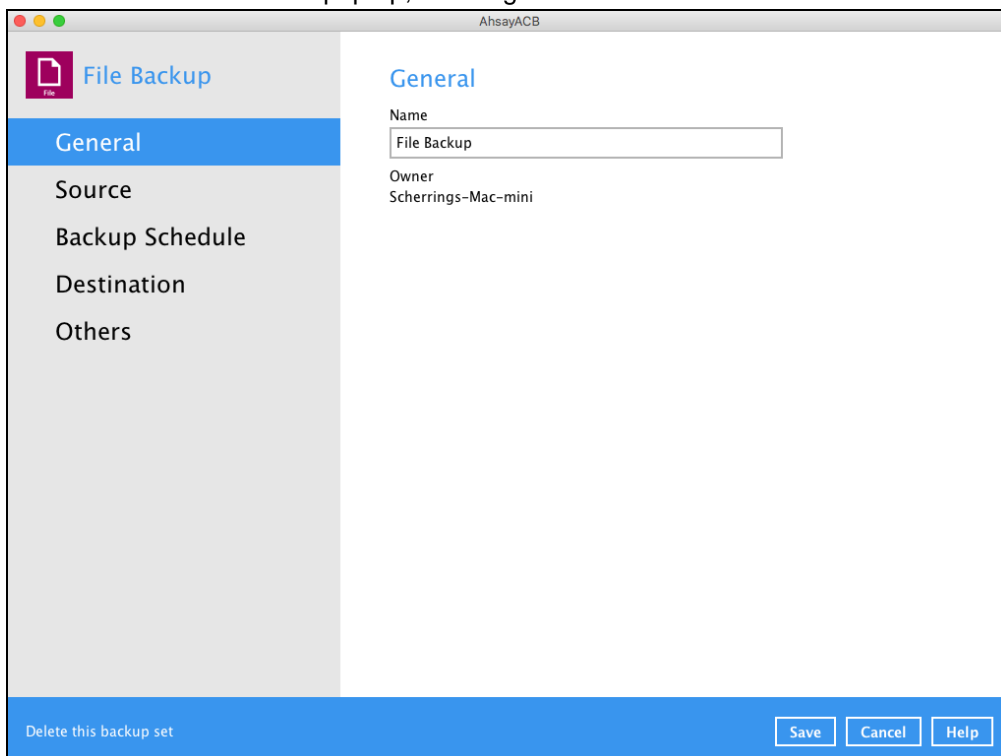 AhsayACB
File
File Backup
General
Source
Backup Schedule
Destination
Others
General
Name
File Backup
Owner
Scherrings-Mac-mini
Delete this backup set
Save
Cancel
Help